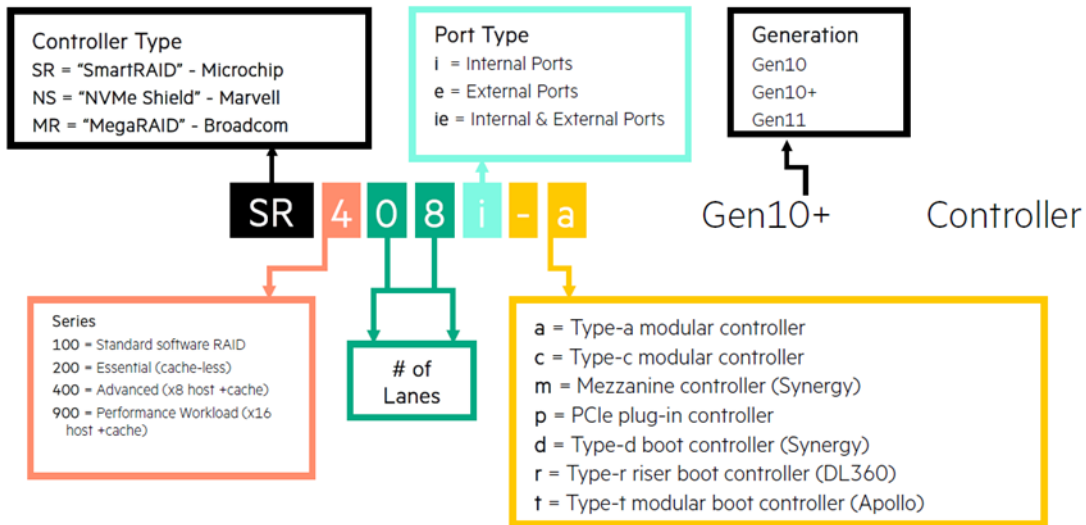 Controller Type
SR = “SmartRAID” - Microchip
NS = “NVMe Shield” - Marvell
MR = “MegaRAID” - Broadcom
Port Type
i = Internal Ports
e = External Ports
ie = Internal & External Ports
Generation
Gen10
Gen10+
Gen11
SR 4 0 8 i - a Gen10+ Controller
Series
100 = Standard software RAID
200 = Essential (cache-less)
400 = Advanced (x8 host +cache)
900 = Performance Workload (x16
host +cache)
# of
Lanes
a = Type-a modular controller
c = Type-c modular controller
m = Mezzanine controller (Synergy)
p = PCIe plug-in controller
d = Type-d boot controller (Synergy)
r = Type-r riser boot controller (DL360)
t = Type-t modular boot controller (Apollo)